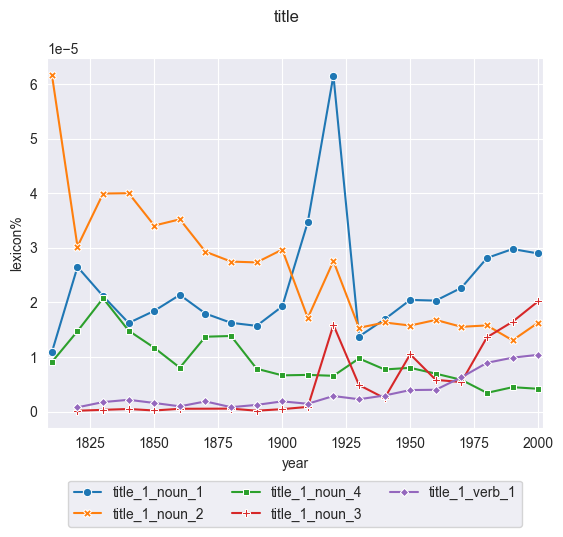 title
1e−5
6
5
4
3
2
1
0
lexicon%
1825 1850 1875 1900 1925 1950 1975 2000
year
title_1_noun_1 title_1_noun_4 title_1_verb_1
title_1_noun_2 title_1_noun_3